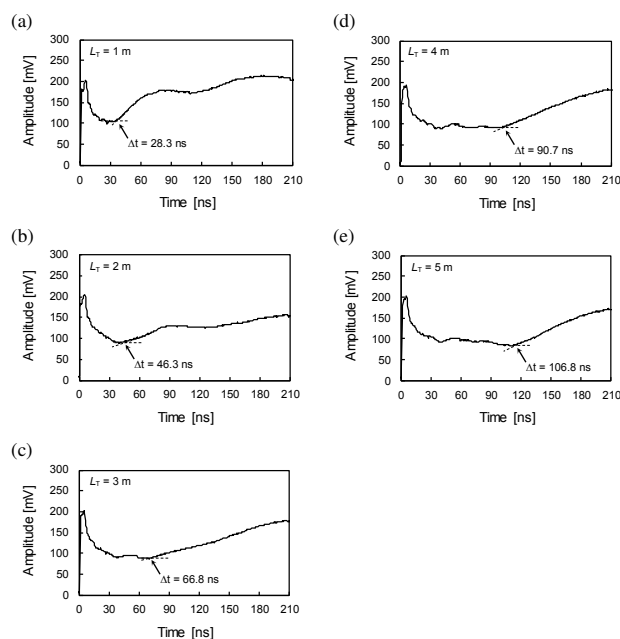 (a)
300
250
200
150
100
50
0
Amplitude [mV]
L_T = 1 m
Δt = 28.3 ns
0 30 60 90 120 150 180 210
Time [ns]
(b)
300
250
200
150
100
50
0
Amplitude [mV]
L_T = 2 m
Δt = 46.3 ns
0 30 60 90 120 150 180 210
Time [ns]
(c)
300
250
200
150
100
50
0
Amplitude [mV]
L_T = 3 m
Δt = 66.8 ns
0 30 60 90 120 150 180 210
Time [ns]
(d)
300
250
200
150
100
50
0
Amplitude [mV]
L_T = 4 m
Δt = 90.7 ns
0 30 60 90 120 150 180 210
Time [ns]
(e)
300
250
200
150
100
50
0
Amplitude [mV]
L_T = 5 m
Δt = 106.8 ns
0 30 60 90 120 150 180 210
Time [ns]